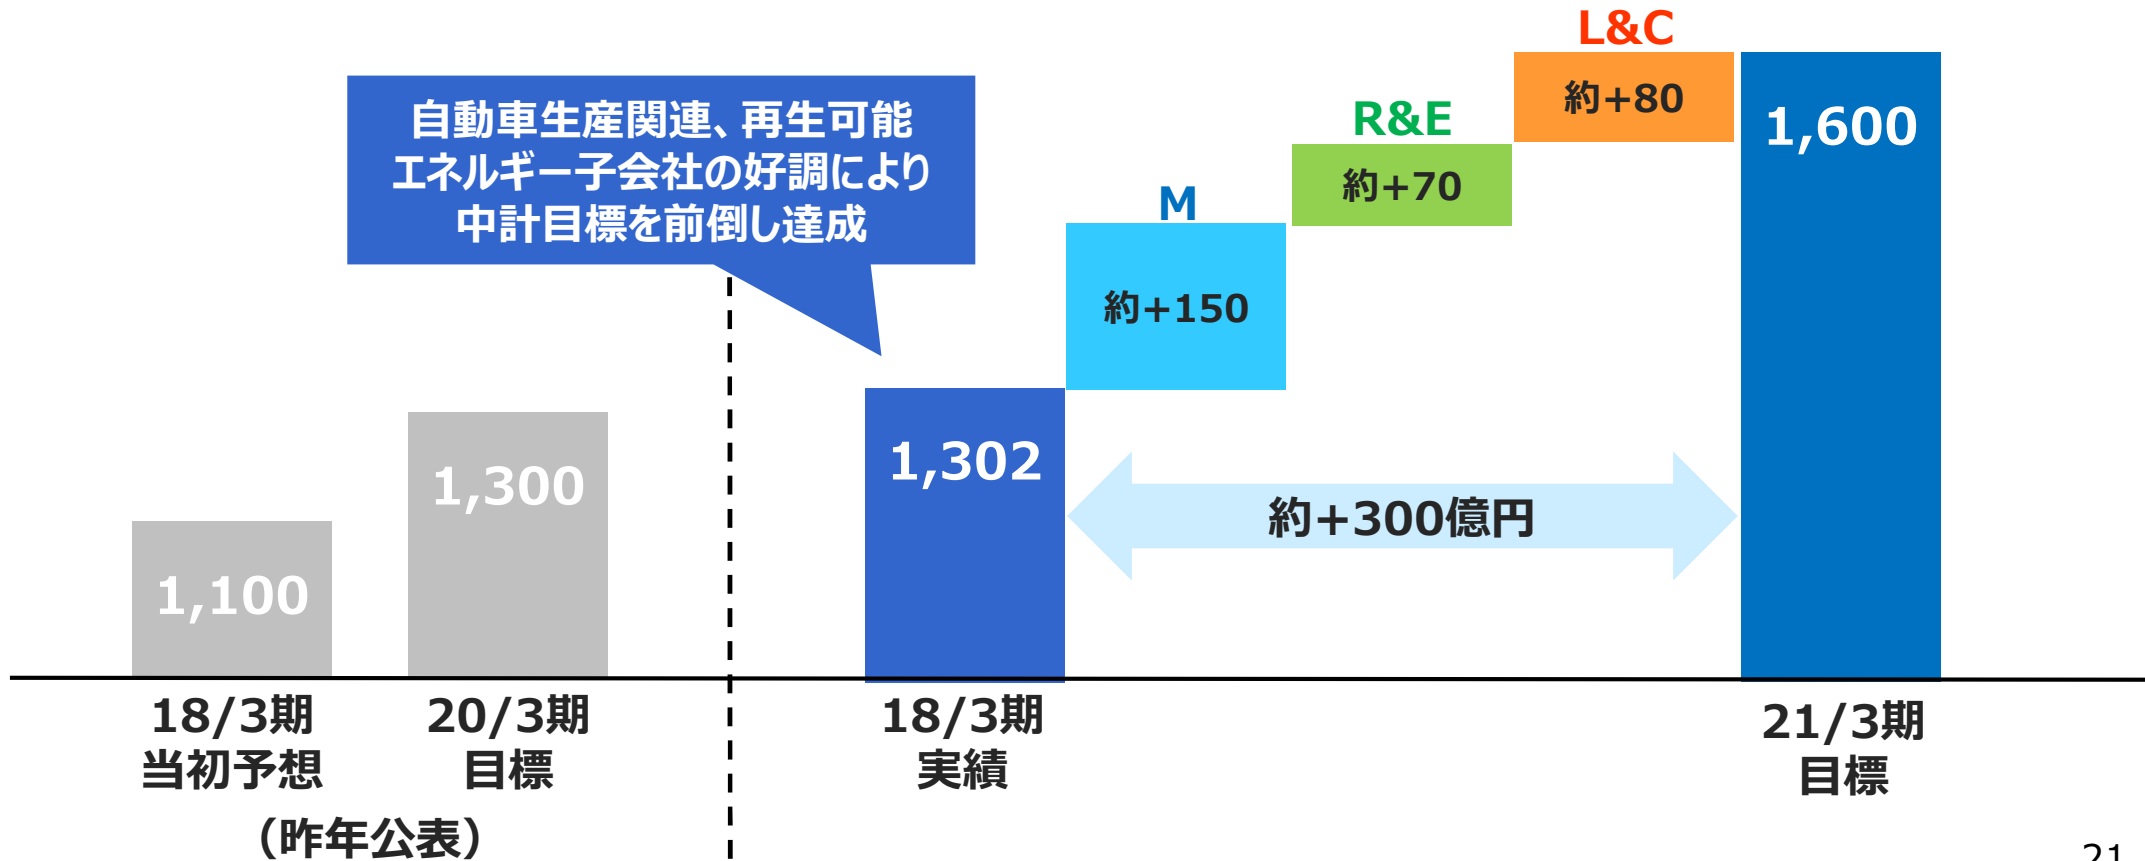 自動車生産関連、再生可能
エネルギー子会社の好調により
中計目標を前倒し達成
L&C
約+80
R&E
約+70
M
約+150
1,600
1,302
1,300
1,100
約+300億円
18/3期
当初予想
20/3期
目標
（昨年公表）
18/3期
実績
21/3期
目標
21